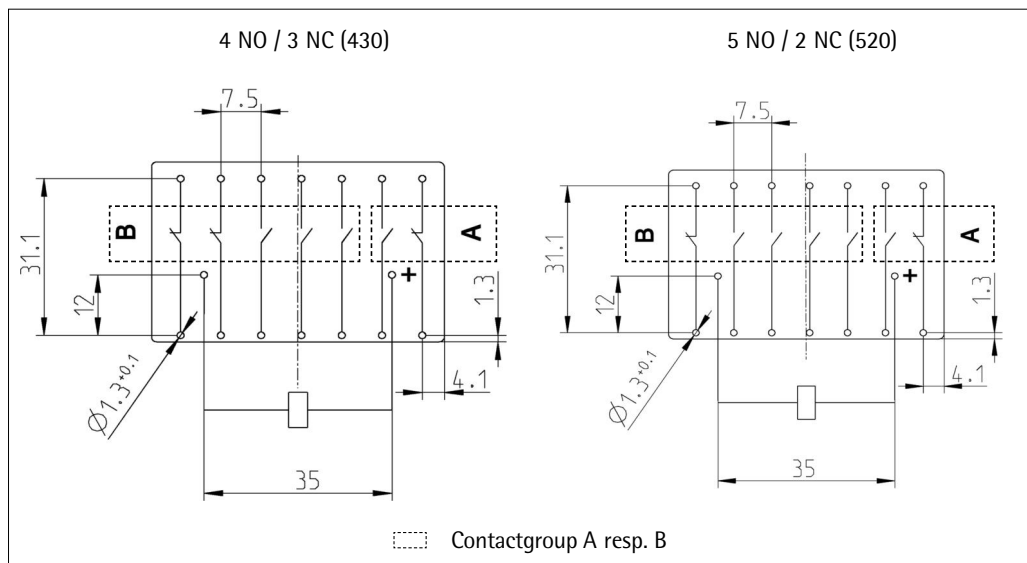 4 NO / 3 NC (430)
7.5
B
A
31.1
12
+
1.3
Ø1.3+0.1
4.1
35
5 NO / 2 NC (520)
7.5
B
A
31.1
12
+
1.3
Ø1.3+0.1
4.1
35
Contactgroup A resp. B